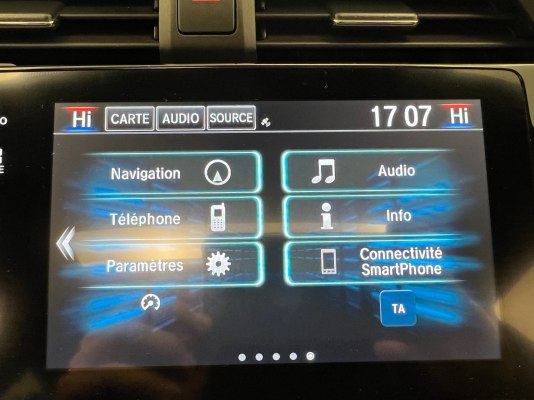 Hi CARTE AUDIO SOURCE 17 07 Hi
Navigation
Audio
Téléphone
Info
Paramètres
Connectivité
SmartPhone
TA